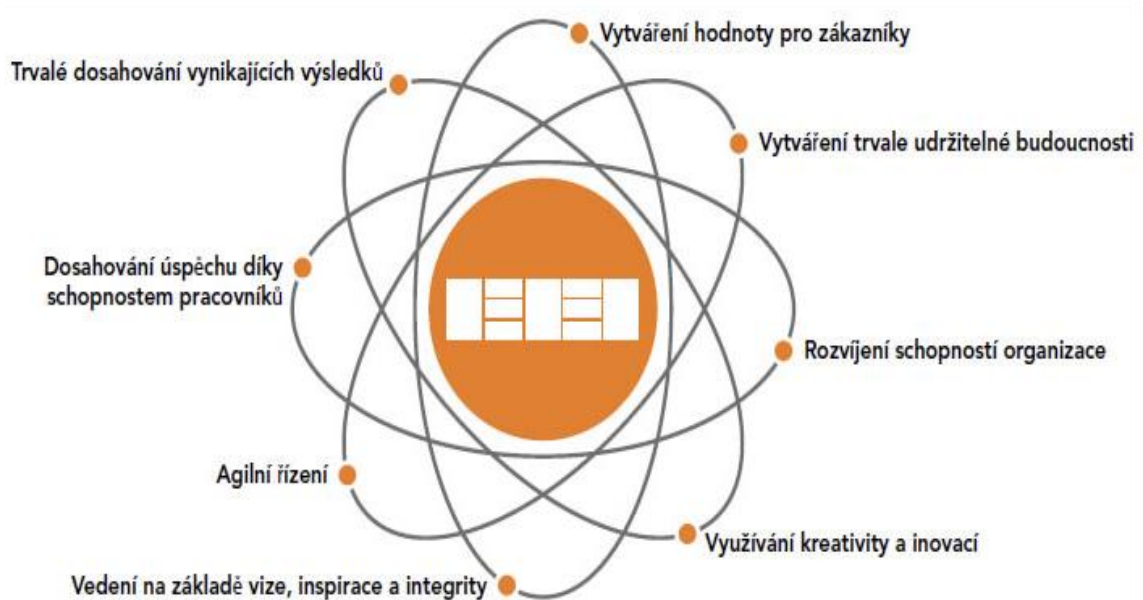 Vytváření hodnoty pro zákazníky
Trvalé dosahování vynikajících výsledků
Vytváření trvale udržitelné budoucnosti
Dosahování úspěchu díky
schopnostem pracovníků
Rozvíjení schopností organizace
Agilní řízení
Využívání kreativity a inovací
Vedení na základě vize, inspirace a integrity